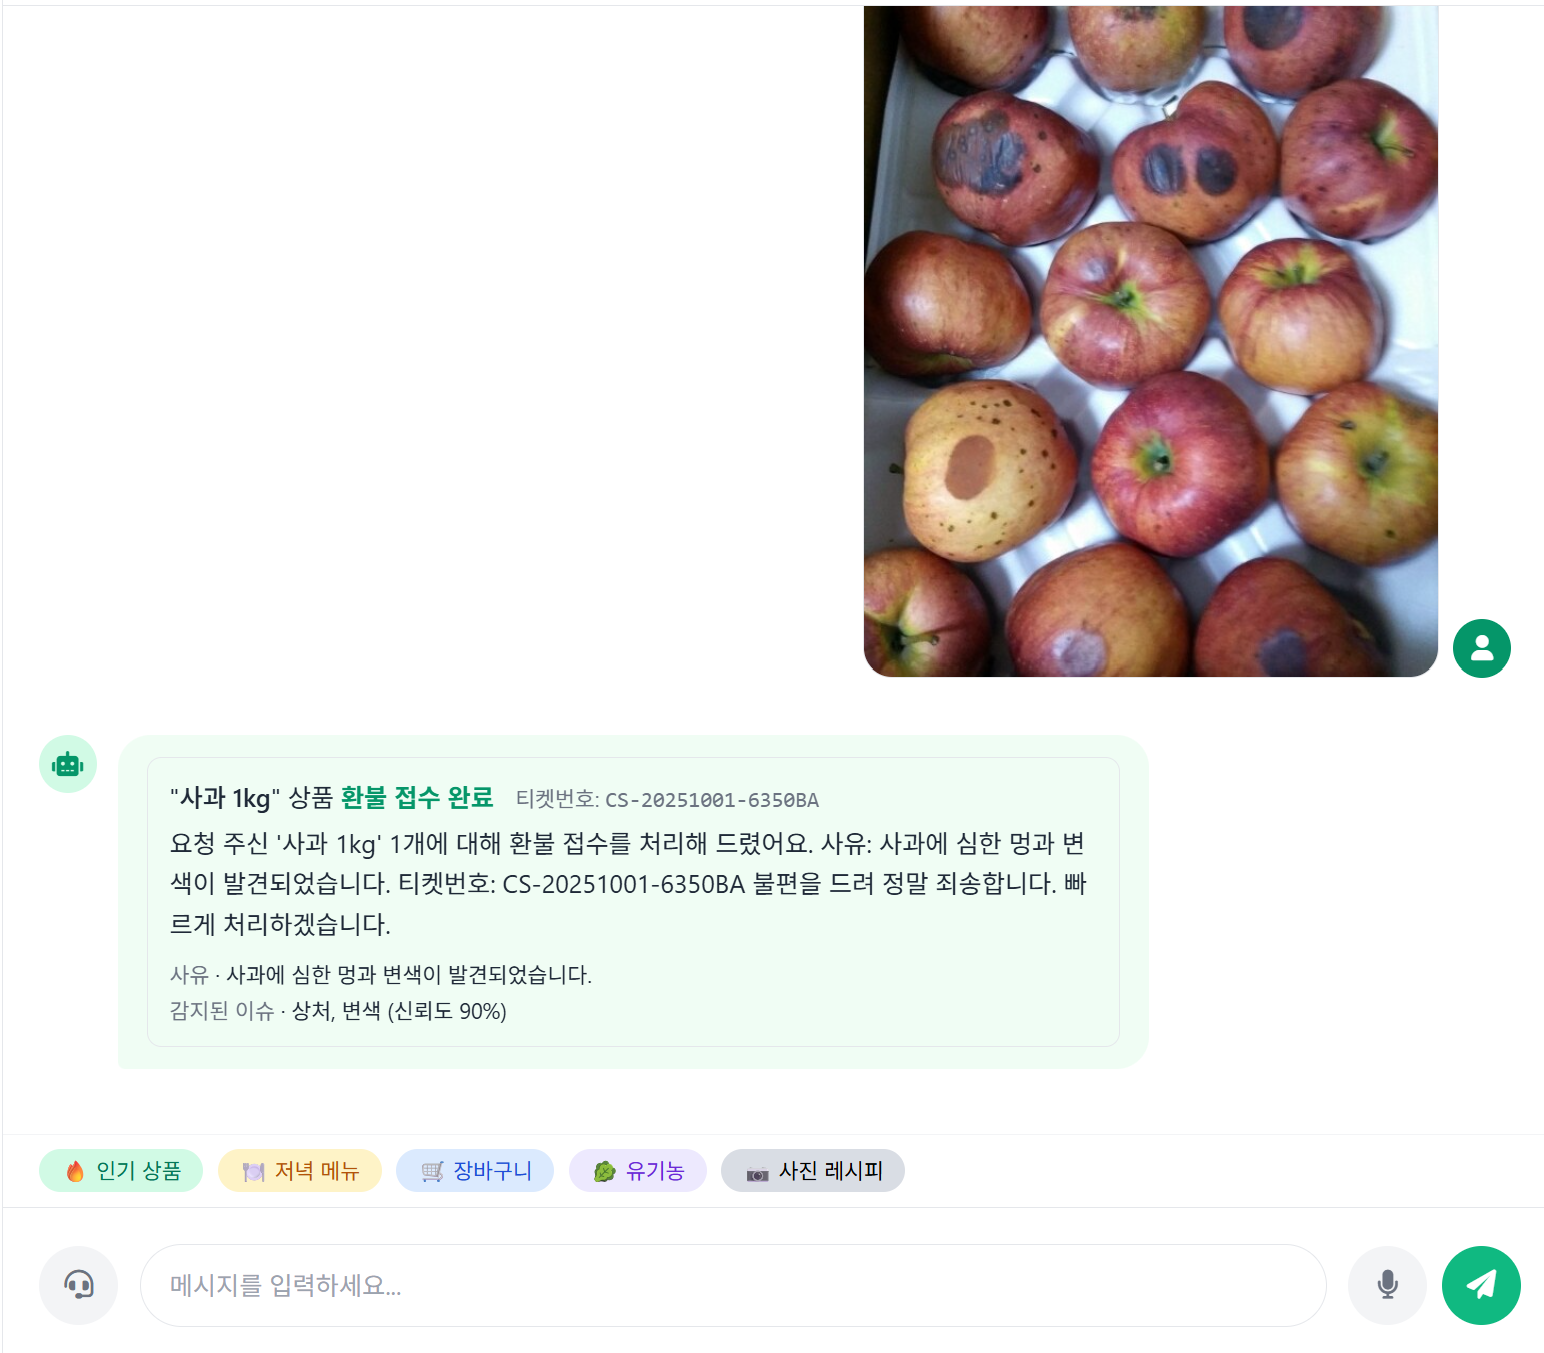 "사과 1kg" 상품 환불 접수 완료 티켓번호: CS-20251001-6350BA
요청 주신 '사과 1kg' 1개에 대해 환불 접수를 처리해 드렸어요. 사유: 사과에 심한 멍과 변
색이 발견되었습니다. 티켓번호: CS-20251001-6350BA 불편을 드려 정말 죄송합니다. 빠
르게 처리하겠습니다.
사유 · 사과에 심한 멍과 변색이 발견되었습니다.
감지된 이슈 · 상처, 변색 (신뢰도 90%)
인기 상품 저녁 메뉴 장바구니 유기농 사진 레시피
메시지를 입력하세요...